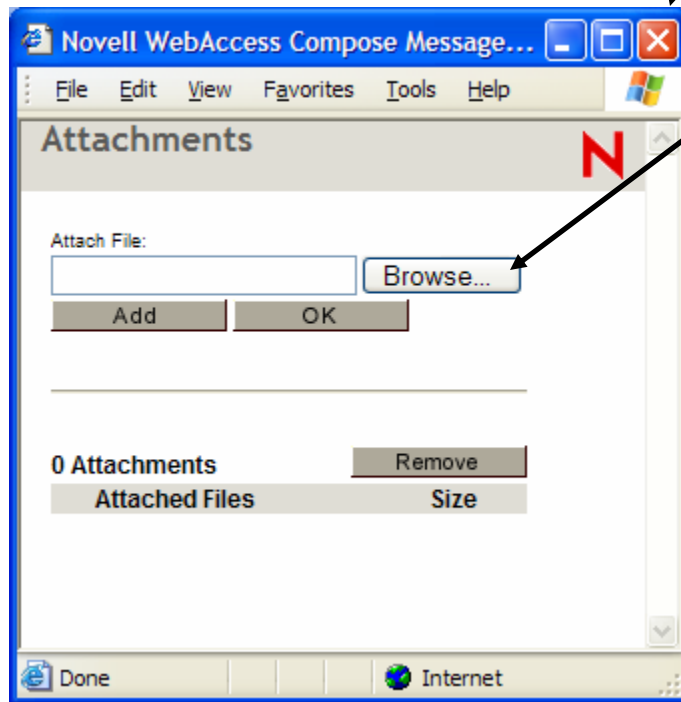 Novell WebAccess Compose Message...
File Edit View Favorites Tools Help
Attachments
N
Attach File:
Browse...
Add OK
0 Attachments Remove
Attached Files Size
Done Internet